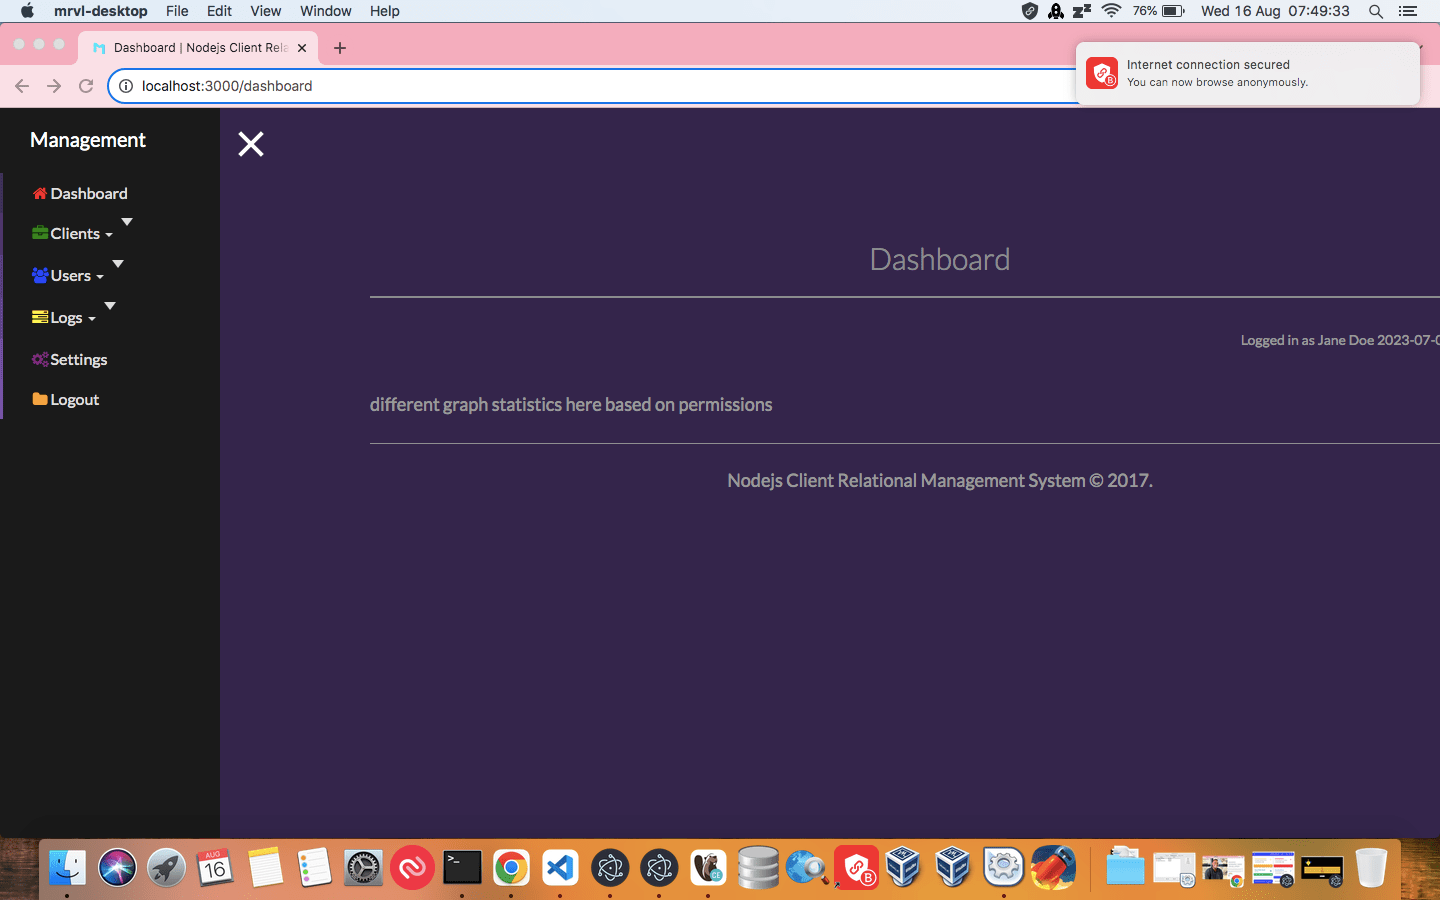 mrvl-desktop File Edit View Window Help 76% Wed 16 Aug 07:49:33
Dashboard | Nodejs Client Rela
localhost:3000/dashboard
Internet connection secured
You can now browse anonymously.
Management
Dashboard
Clients
Users
Logs
Settings
Logout
Dashboard
Logged in as Jane Doe 2023-07-0
different graph statistics here based on permissions
Nodejs Client Relational Management System © 2017.
AUG
16